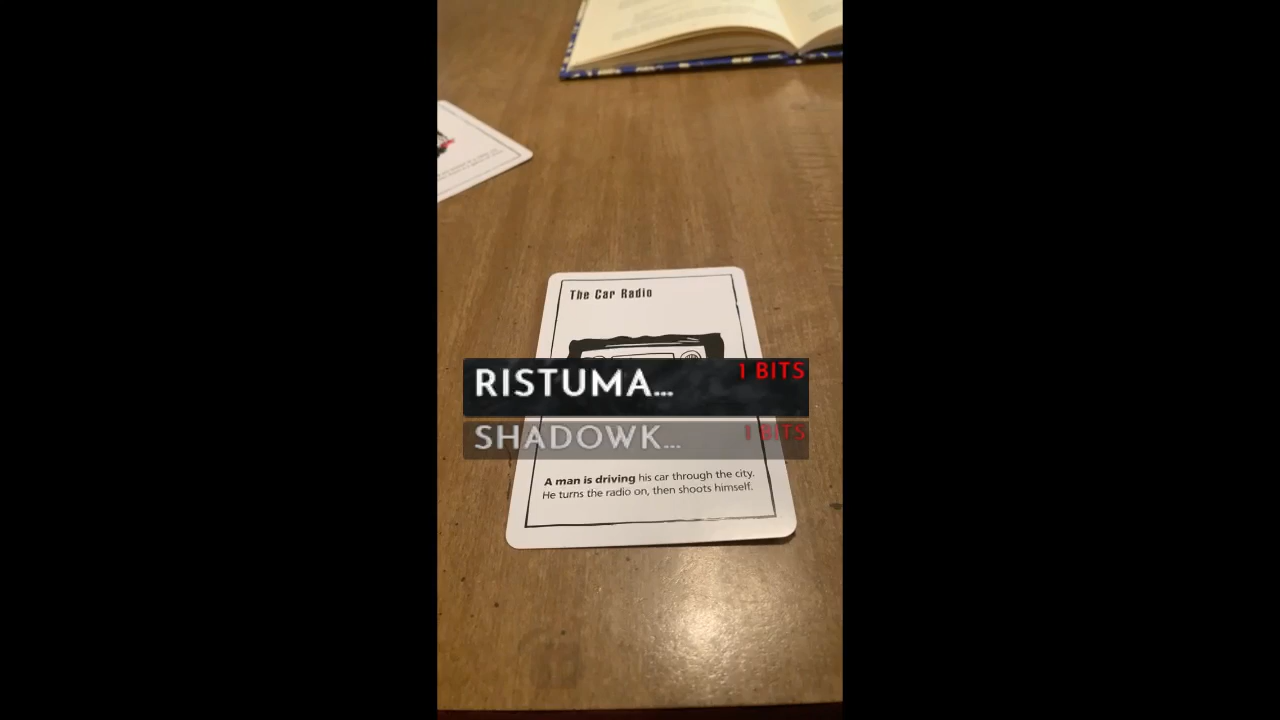 The Car Radio
RISTUMA...
1 BITS
SHADOWK...
1 BITS
A man is driving his car through the city.
He turns the radio on, then shoots himself.